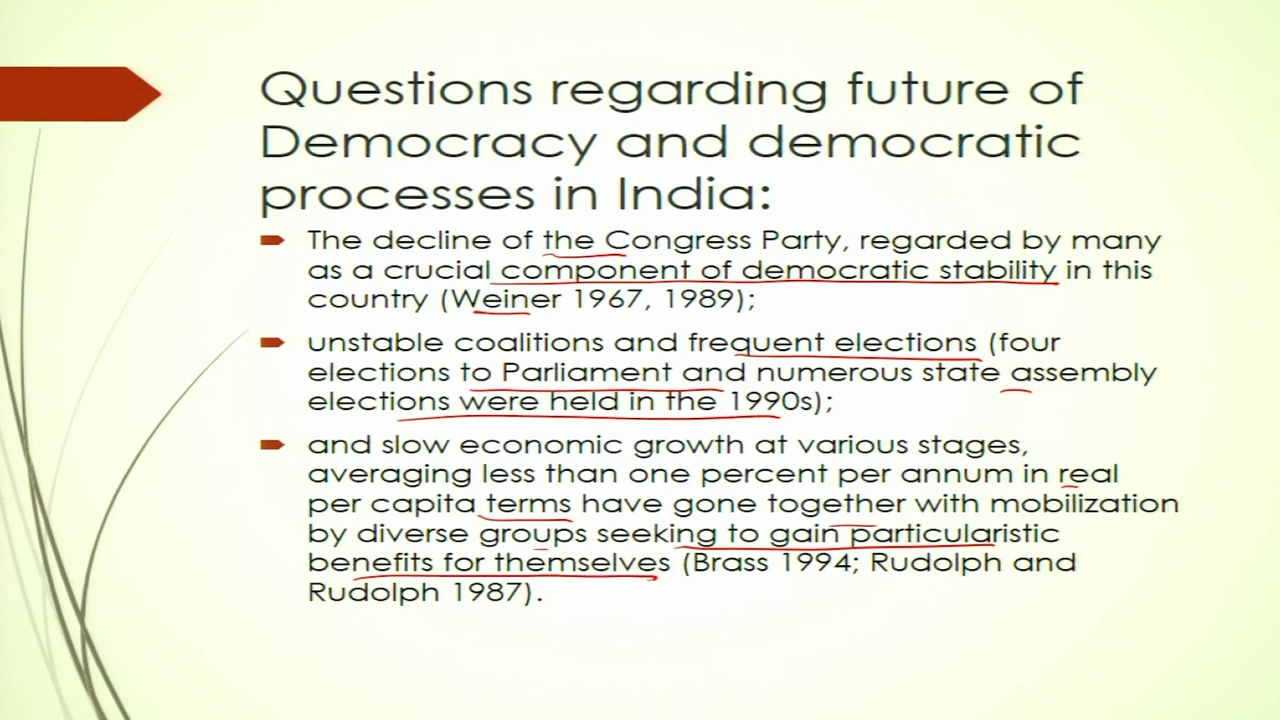 Questions regarding future of
Democracy and democratic
processes in India:
The decline of the Congress Party, regarded by many
as a crucial component of democratic stability in this
country (Weiner 1967, 1989);
unstable coalitions and frequent elections (four
elections to Parliament and numerous state assembly
elections were held in the 1990s);
and slow economic growth at various stages,
averaging less than one percent per annum in real
per capita terms have gone together with mobilization
by diverse groups seeking to gain particularistic
benefits for themselves (Brass 1994; Rudolph and
Rudolph 1987).